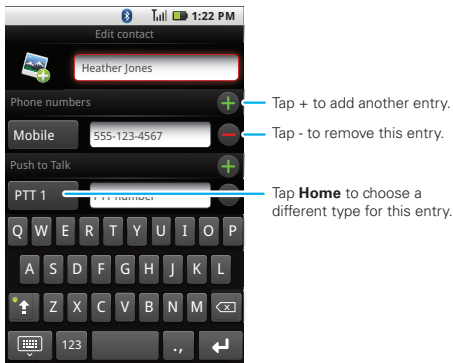 1:22 PM
Edit contact
Heather Jones
Phone numbers
Tap + to add another entry.
Mobile
555-123-4567
Tap - to remove this entry.
Push to Talk
PTT 1
PTT number
Tap Home to choose a
different type for this entry.
Q W E R T Y U I O P
A S D F G H J K L
Z X C V B N M
123
.,